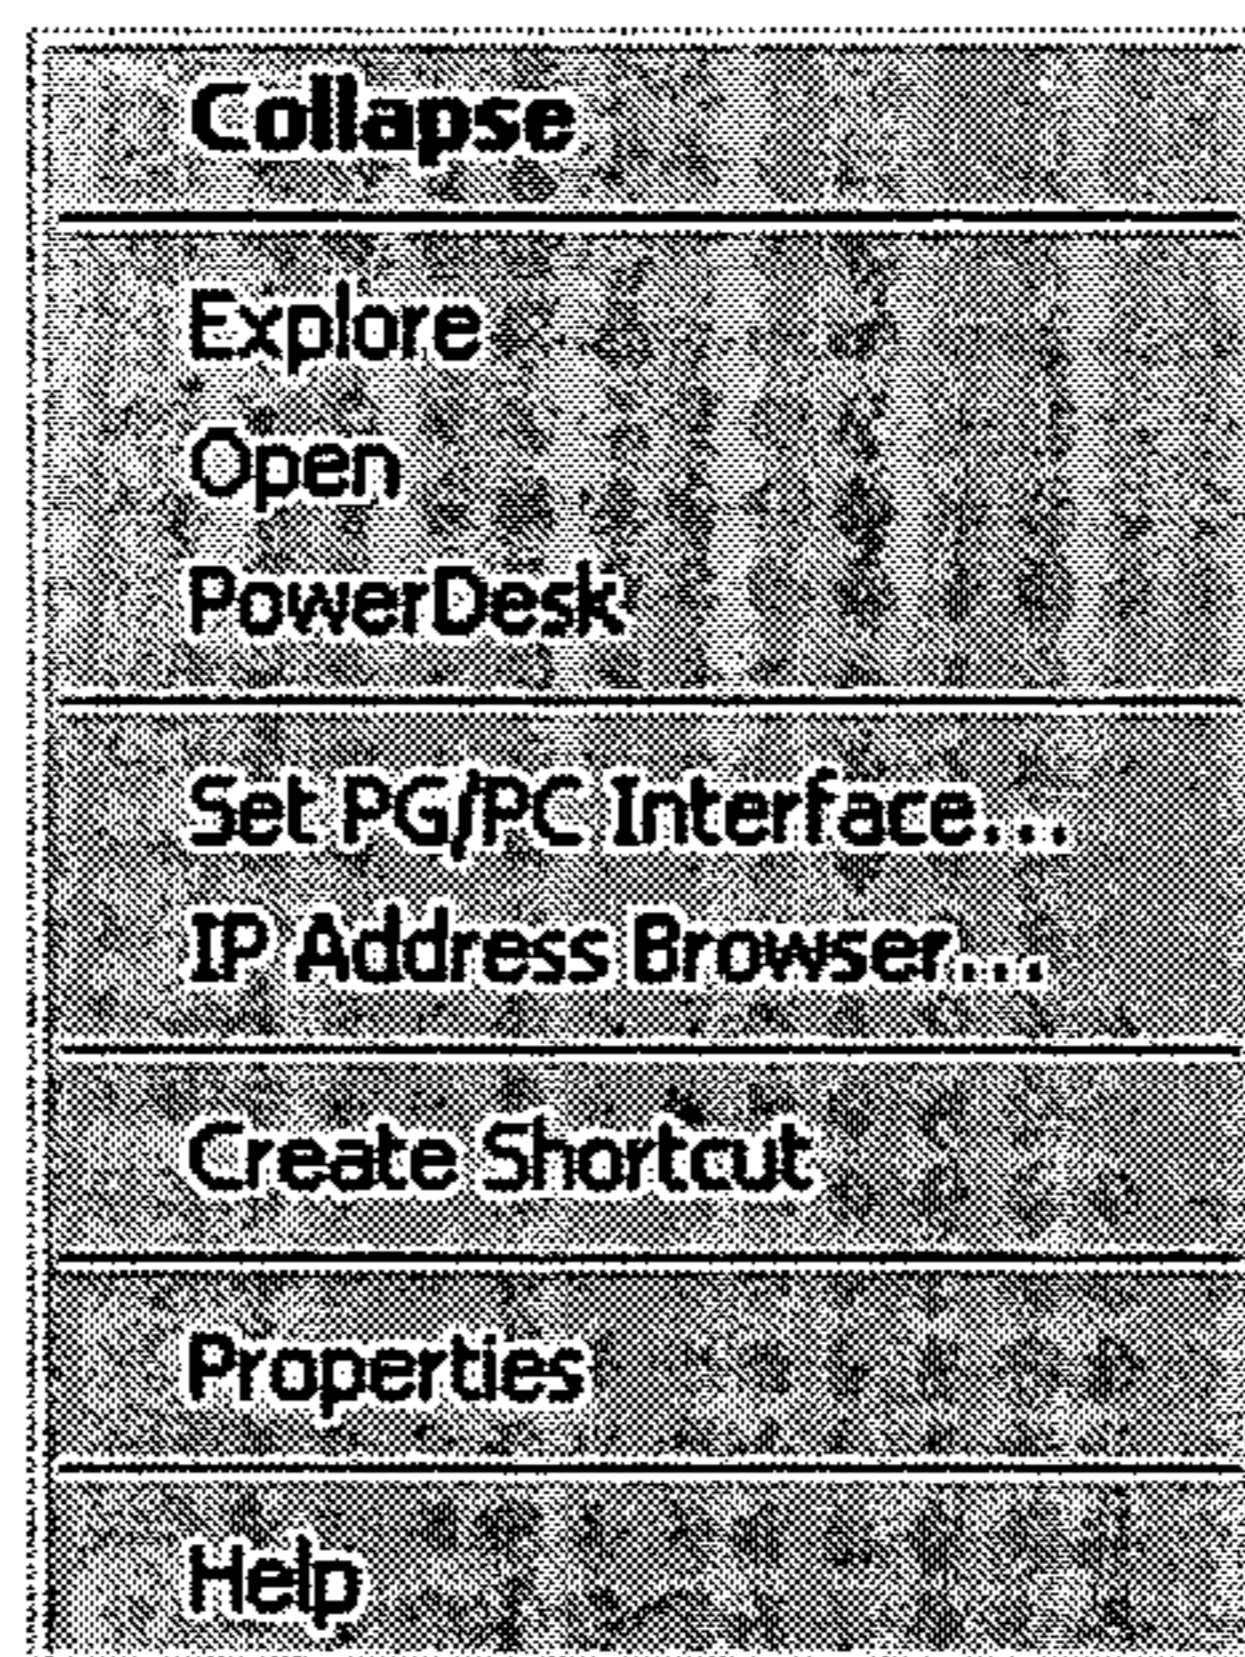 Collapse
Explore
Open
PowerDesk
Set PG/PC Interface...
IP Address Browser...
Create Shortcut
Properties
Help